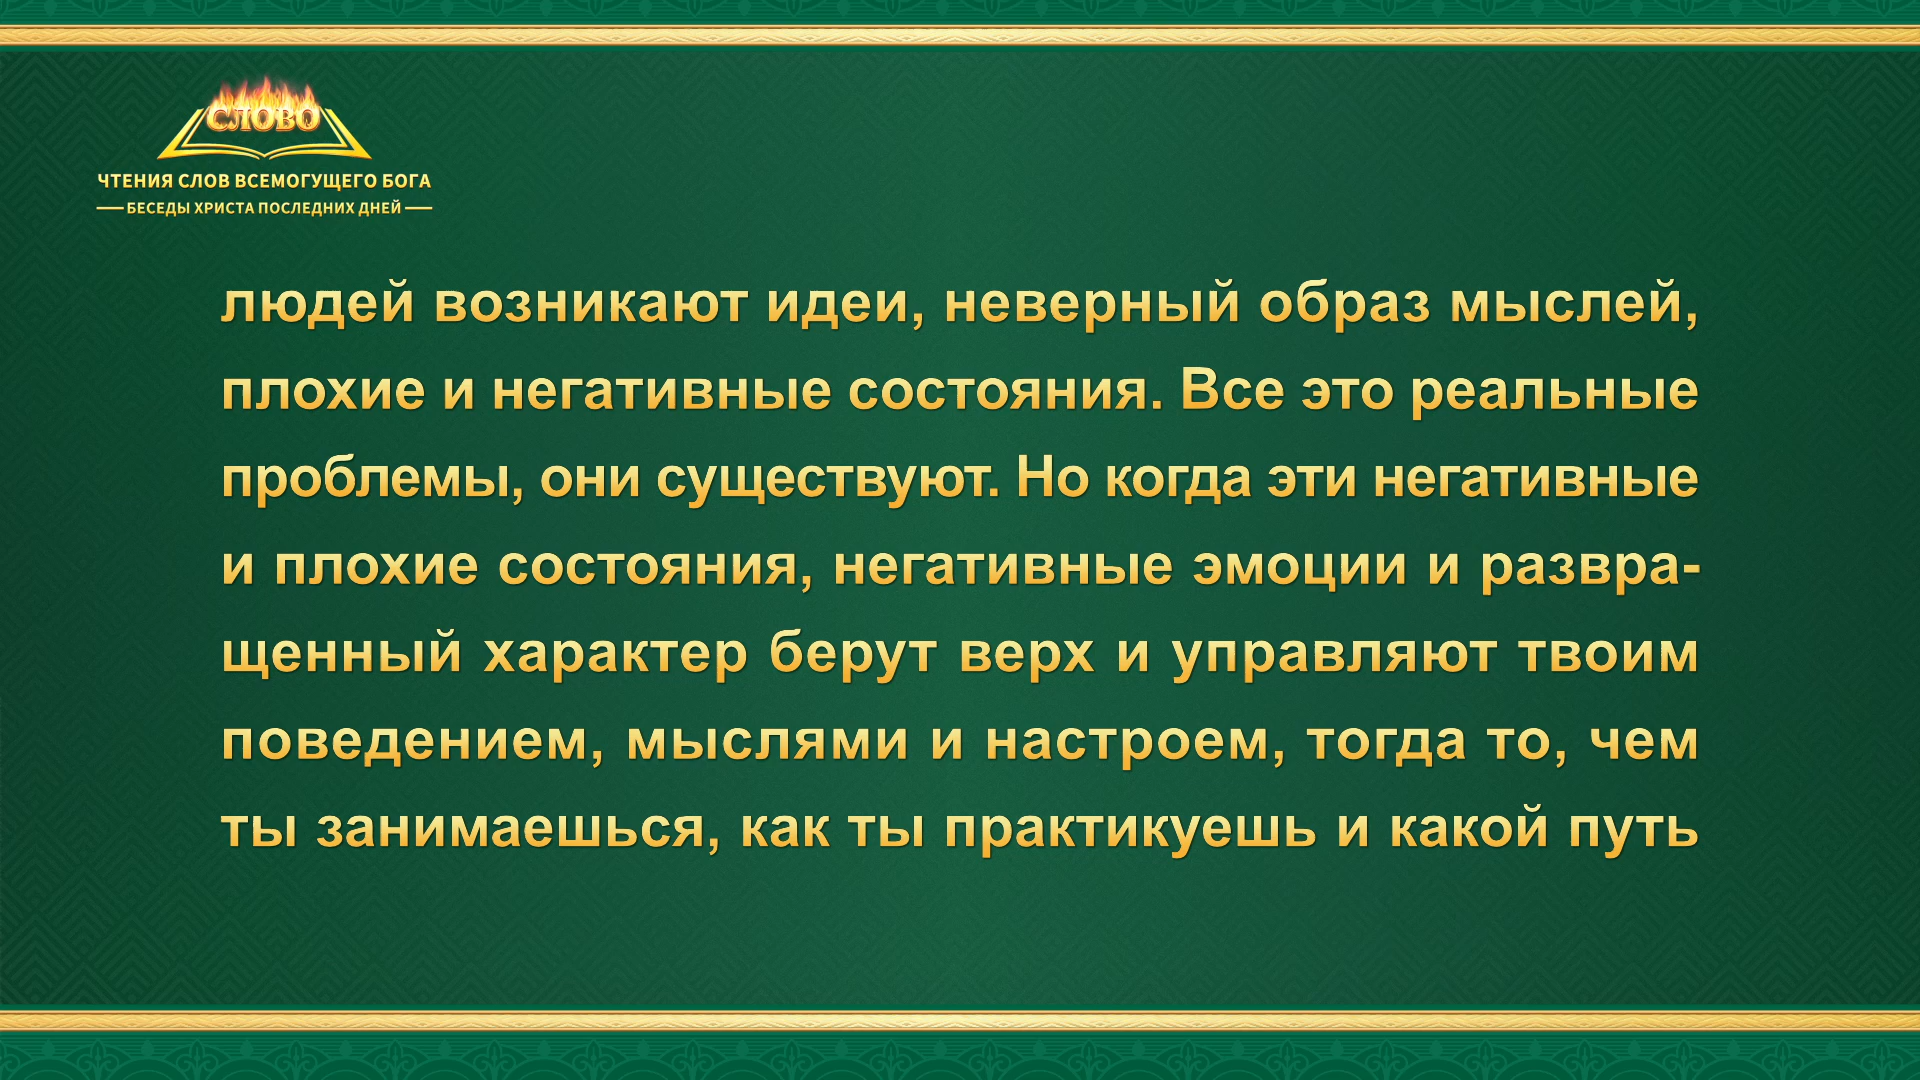 СЛОВО
ЧТЕНИЯ СЛОВ ВСЕМОГУЩЕГО БОГА
БЕСЕДЫ ХРИСТА ПОСЛЕДНИХ ДНЕЙ
людей возникают идеи, неверный образ мыслей,
плохие и негативные состояния. Все это реальные
проблемы, они существуют. Но когда эти негативные
и плохие состояния, негативные эмоции и развра-
щенный характер берут верх и управляют твоим
поведением, мыслями и настроем, тогда то, чем
ты занимаешься, как ты практикуешь и какой путь